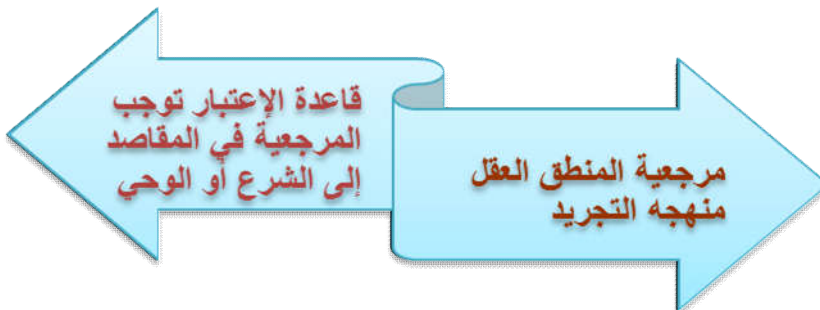 مرجعية المنطق العقل
منهجه التجريد
قاعدة الإعتبار توجب
المرجعية في المقاصد
إلى الشرع أو الوحي